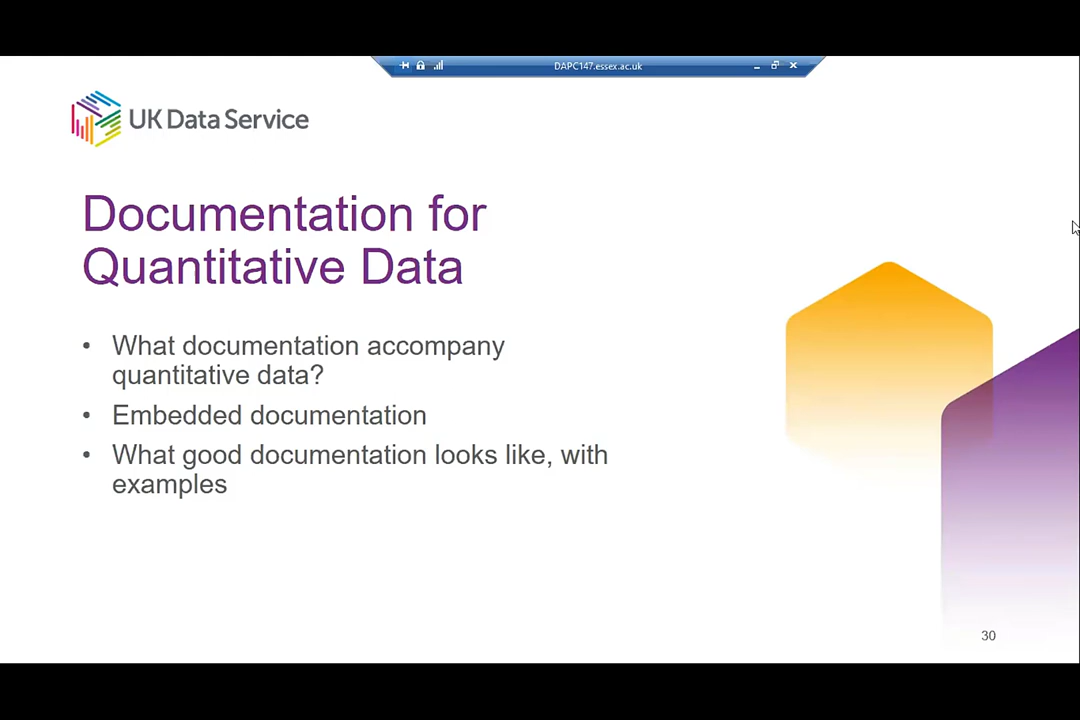 DAPC147.essex.ac.uk
UK Data Service
Documentation for
Quantitative Data
• What documentation accompany
quantitative data?
• Embedded documentation
• What good documentation looks like, with
examples
30